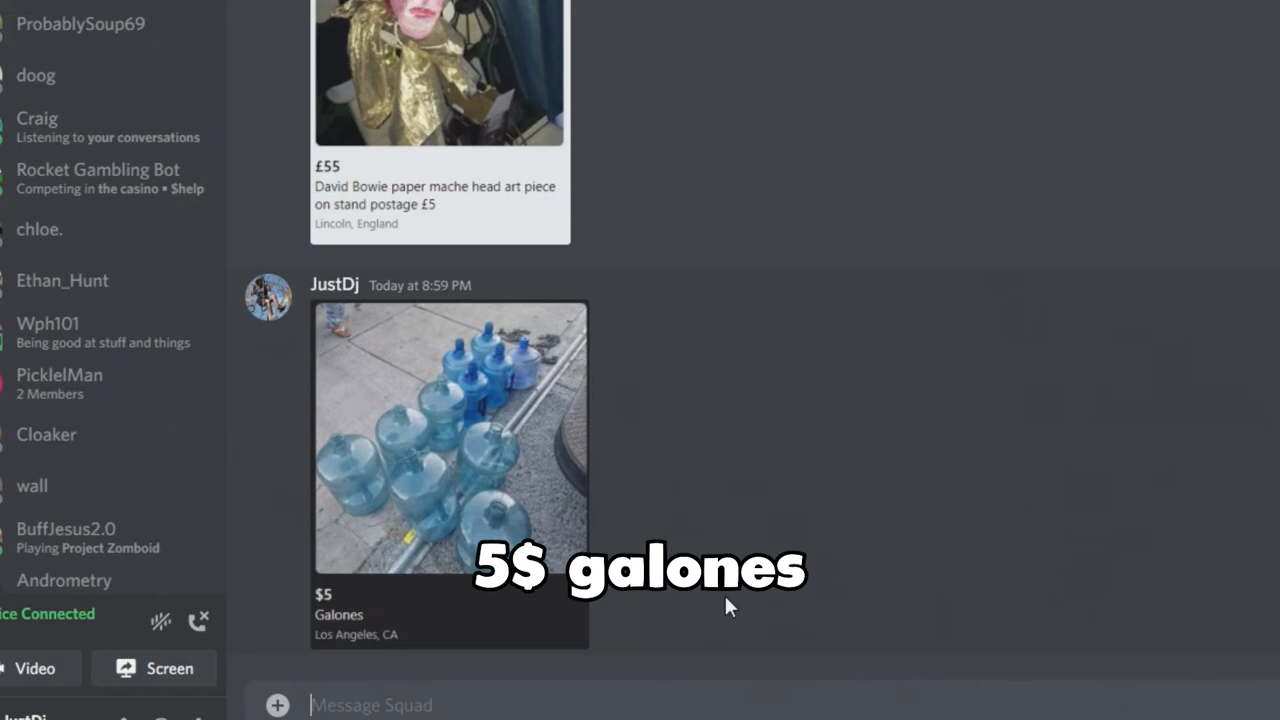 ProbablySoup69
doog
Craig
Listening to your conversations
Rocket Gambling Bot
Competing in the casino • $help
chloe.
Ethan_Hunt
Wph101
Being good at stuff and things
PicklelMan
2 Members
Cloaker
wall
BuffJesus2.0
Playing Project Zomboid
Andrometry
ice Connected
Video
Screen
JustDj
£55
David Bowie paper mache head art piece
on stand postage £5
Lincoln, England
JustDj Today at 8:59 PM
$5
Galones
Los Angeles, CA
5$ galones
Message Squad